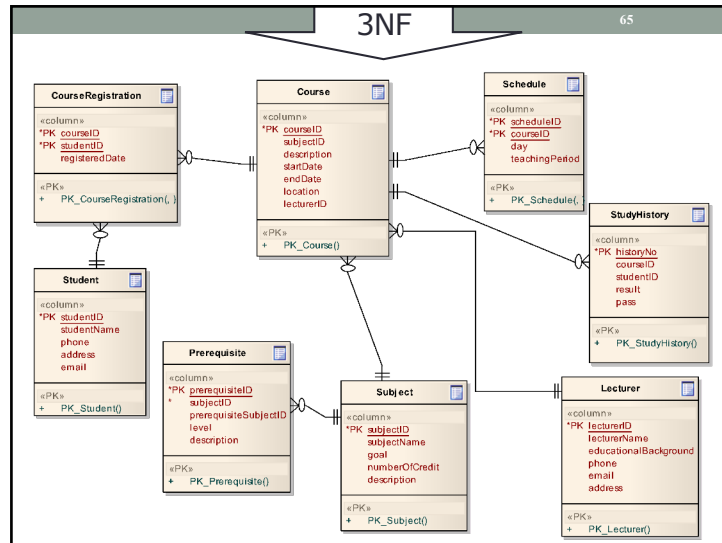 3NF
65
CourseRegistration
«column»
*PK courseID
*PK studentID
registeredDate
«PK»
+ PK_CourseRegistration(, )
Course
«column»
*PK courseID
subjectID
description
startDate
endDate
location
lecturerID
«PK»
+ PK_Course()
Schedule
«column»
*PK scheduleID
*PK courseID
day
teachingPeriod
«PK»
+ PK_Schedule(, )
StudyHistory
«column»
*PK historyNo
courseID
studentID
result
pass
«PK»
+ PK_StudyHistory()
Student
«column»
*PK studentID
studentName
phone
address
email
«PK»
+ PK_Student()
Prerequisite
«column»
*PK prerequisiteID
* subjectID
prerequisiteSubjectID
level
description
«PK»
+ PK_Prerequisite()
Subject
«column»
*PK subjectID
subjectName
goal
numberOfCredit
description
«PK»
+ PK_Subject()
Lecturer
«column»
*PK lecturerID
lecturerName
educationalBackground
phone
email
address
«PK»
+ PK_Lecturer()